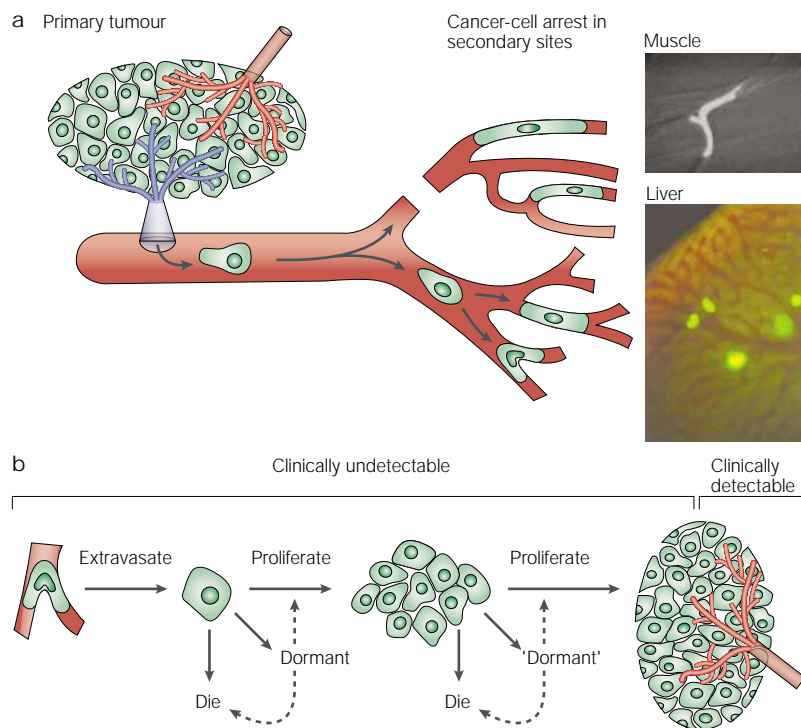 a Primary tumour
Cancer-cell arrest in
secondary sites
Muscle
Liver
b
Clinically undetectable
Clinically
detectable
Extravasate
Proliferate
Proliferate
Dormant
'Dormant'
Die
Die